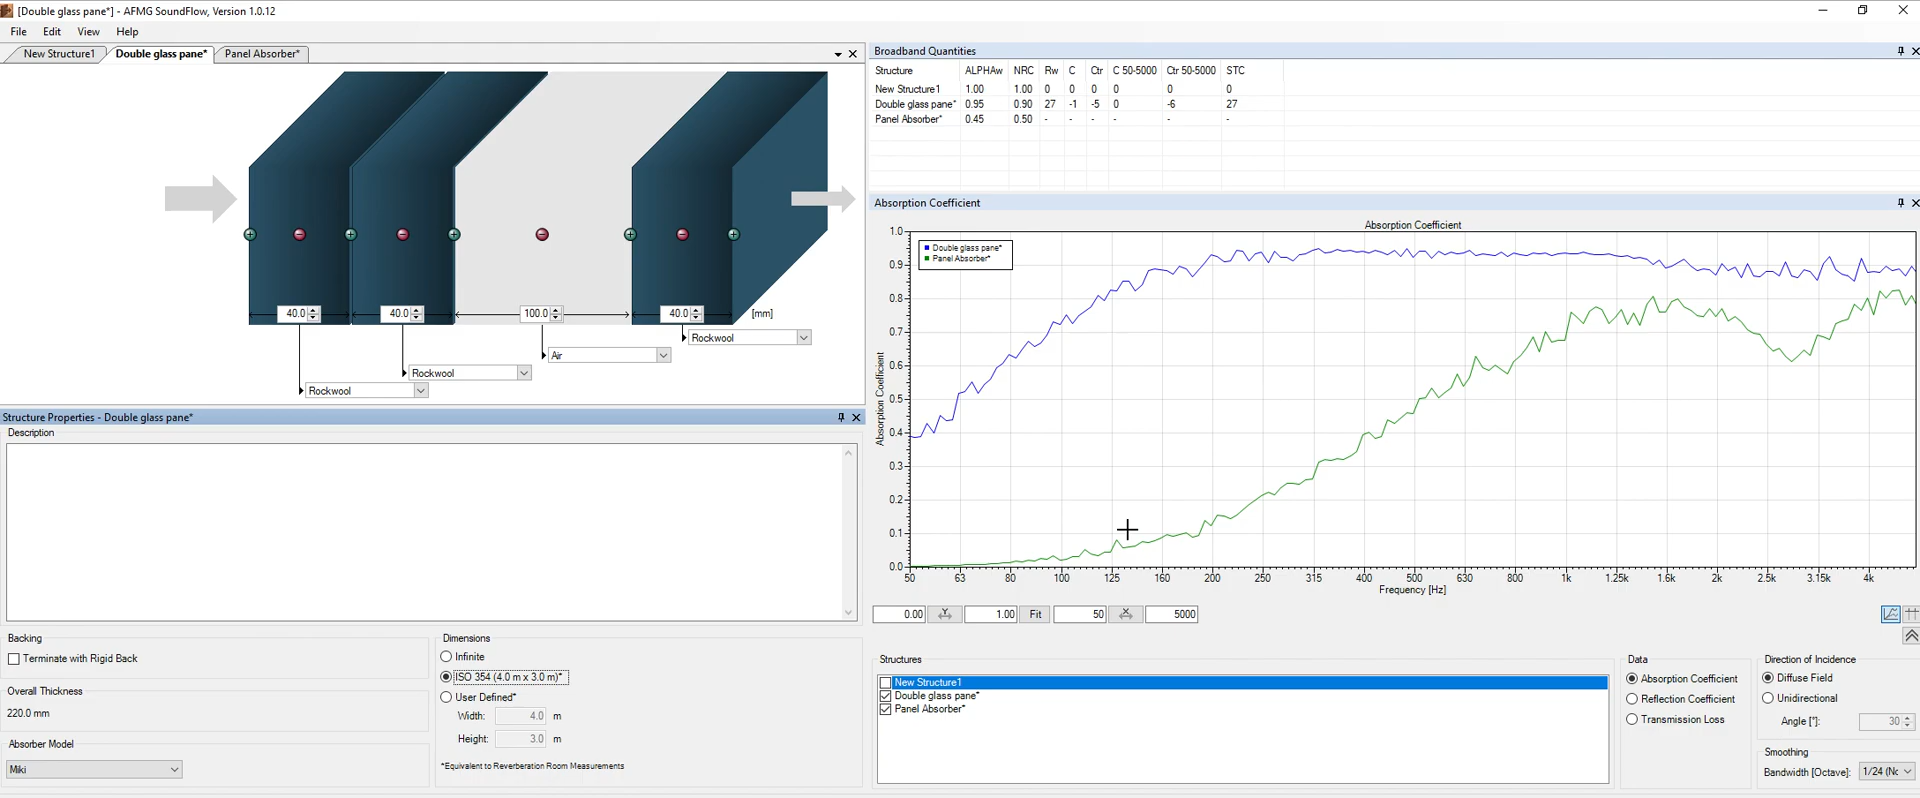 [Double glass pane*] - AFMG SoundFlow, Version 1.0.12
File Edit View Help
New Structure1 Double glass pane* Panel Absorber*
40.0 40.0 100.0 40.0 [mm]
Rockwool
Air
Rockwool
Rockwool
Structure Properties - Double glass pane*
Description
Backing
Terminate with Rigid Back
Overall Thickness
220.0 mm
Absorber Model
Miki
Dimensions
Infinite
ISO 354 (4.0 m x 3.0 m)*
User Defined*
Width: 4.0 m
Height: 3.0 m
*Equivalent to Reverberation Room Measurements
Broadband Quantities
Structure ALPHAw NRC Rw C Ctr C 50-5000 Ctr 50-5000 STC
New Structure1 1.00 1.00 0 0 0 0 0 0
Double glass pane* 0.95 0.90 27 -1 -5 0 -6 27
Panel Absorber* 0.45 0.50 - - - - - -
Absorption Coefficient
Absorption Coefficient
Double glass pane*
Panel Absorber*
Absorption Coefficient
1.0
0.9
0.8
0.7
0.6
0.5
0.4
0.3
0.2
0.1
0.0
50 63 80 100 125 160 200 250 315 400 500 630 800 1k 1.25k 1.6k 2k 2.5k 3.15k 4k
Frequency [Hz]
0.00 Y 1.00 Fit 50 X 5000
Structures
New Structure1
Double glass pane*
Panel Absorber*
Data
Absorption Coefficient
Reflection Coefficient
Transmission Loss
Direction of Incidence
Diffuse Field
Unidirectional
Angle [°]: 30
Smoothing
Bandwidth [Octave]: 1/24 (Nc